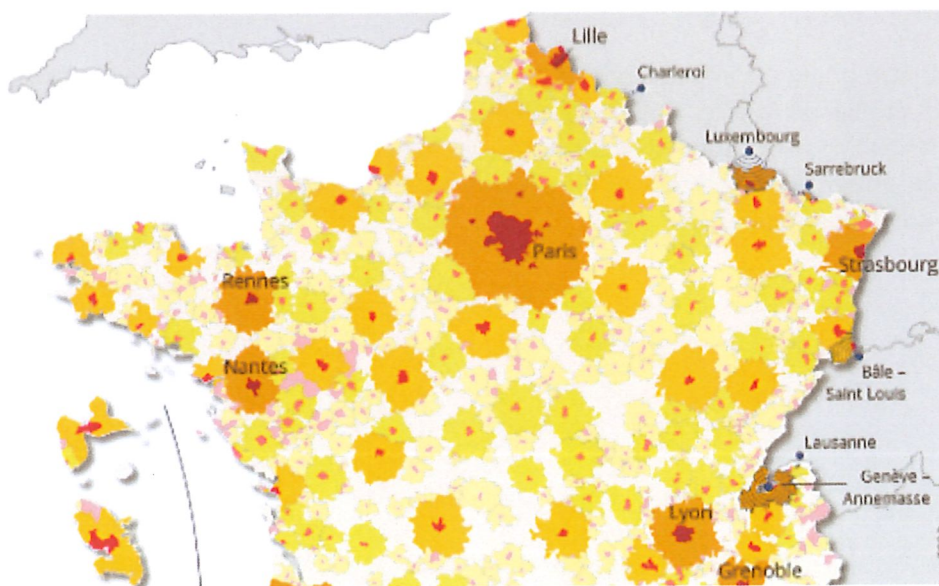 Lille
Charleroi
Luxembourg
Sarrebruck
Paris
Strasbourg
Rennes
Nantes
Bâle –
Saint Louis
Lausanne
Genève –
Annemasse
Lyon
Grenoble